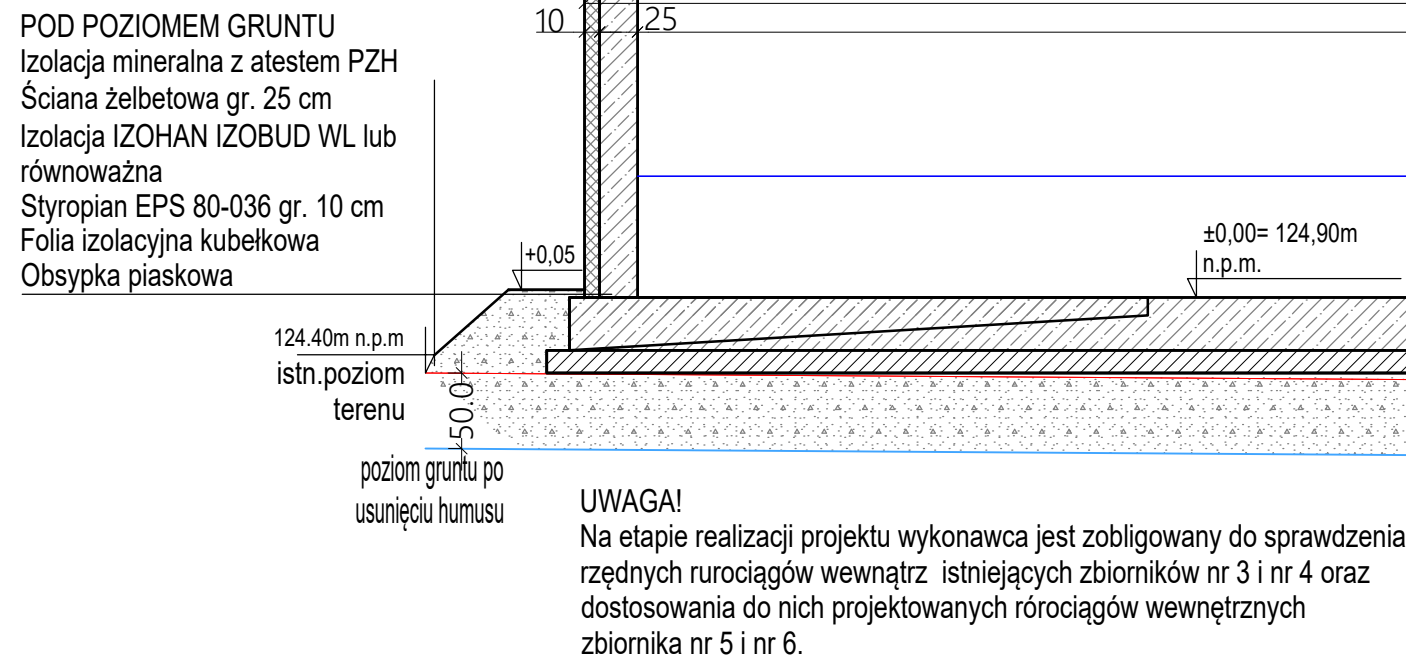 POD POZIOMEM GRUNTU
Izolacja mineralna z atestem PZH
Ściana żelbetowa gr. 25 cm
Izolacja IZOHAN IZOBUD WL lub
równoważna
Styropian EPS 80-036 gr. 10 cm
Folia izolacyjna kubełkowa
Obsypka piaskowa
10
25
+0,05
±0,00= 124,90m
n.p.m.
124.40m n.p.m
istn.poziom
terenu
50.0
poziom gruntu po
usunięciu humusu
UWAGA!
Na etapie realizacji projektu wykonawca jest zobligowany do sprawdzenia
rzędnych rurociągów wewnątrz istniejących zbiorników nr 3 i nr 4 oraz
dostosowania do nich projektowanych rórociągów wewnętrznych
zbiornika nr 5 i nr 6.